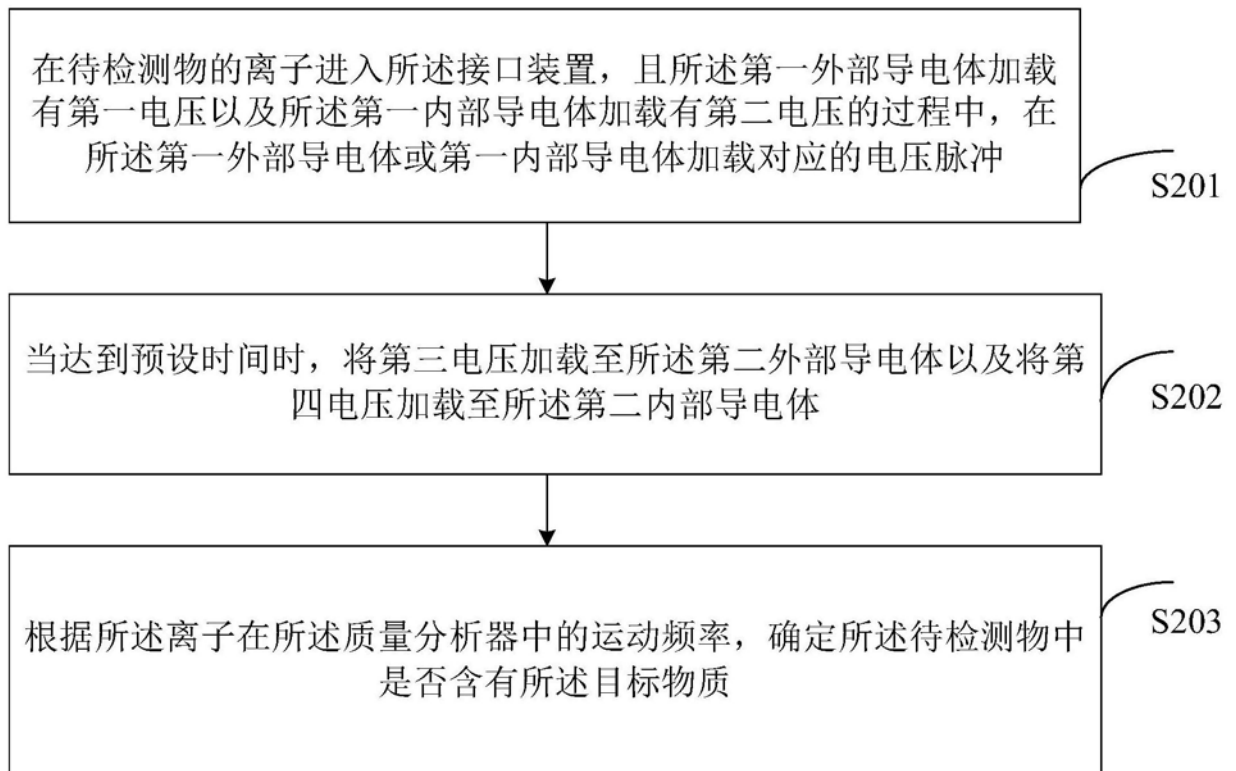 在待检测物的离子进入所述接口装置，且所述第一外部导电体加载
有第一电压以及所述第一内部导电体加载有第二电压的过程中，在
所述第一外部导电体或第一内部导电体加载对应的电压脉冲
S201
当达到预设时间时，将第三电压加载至所述第二外部导电体以及将第
四电压加载至所述第二内部导电体
S202
根据所述离子在所述质量分析器中的运动频率，确定所述待检测物中
是否含有所述目标物质
S203